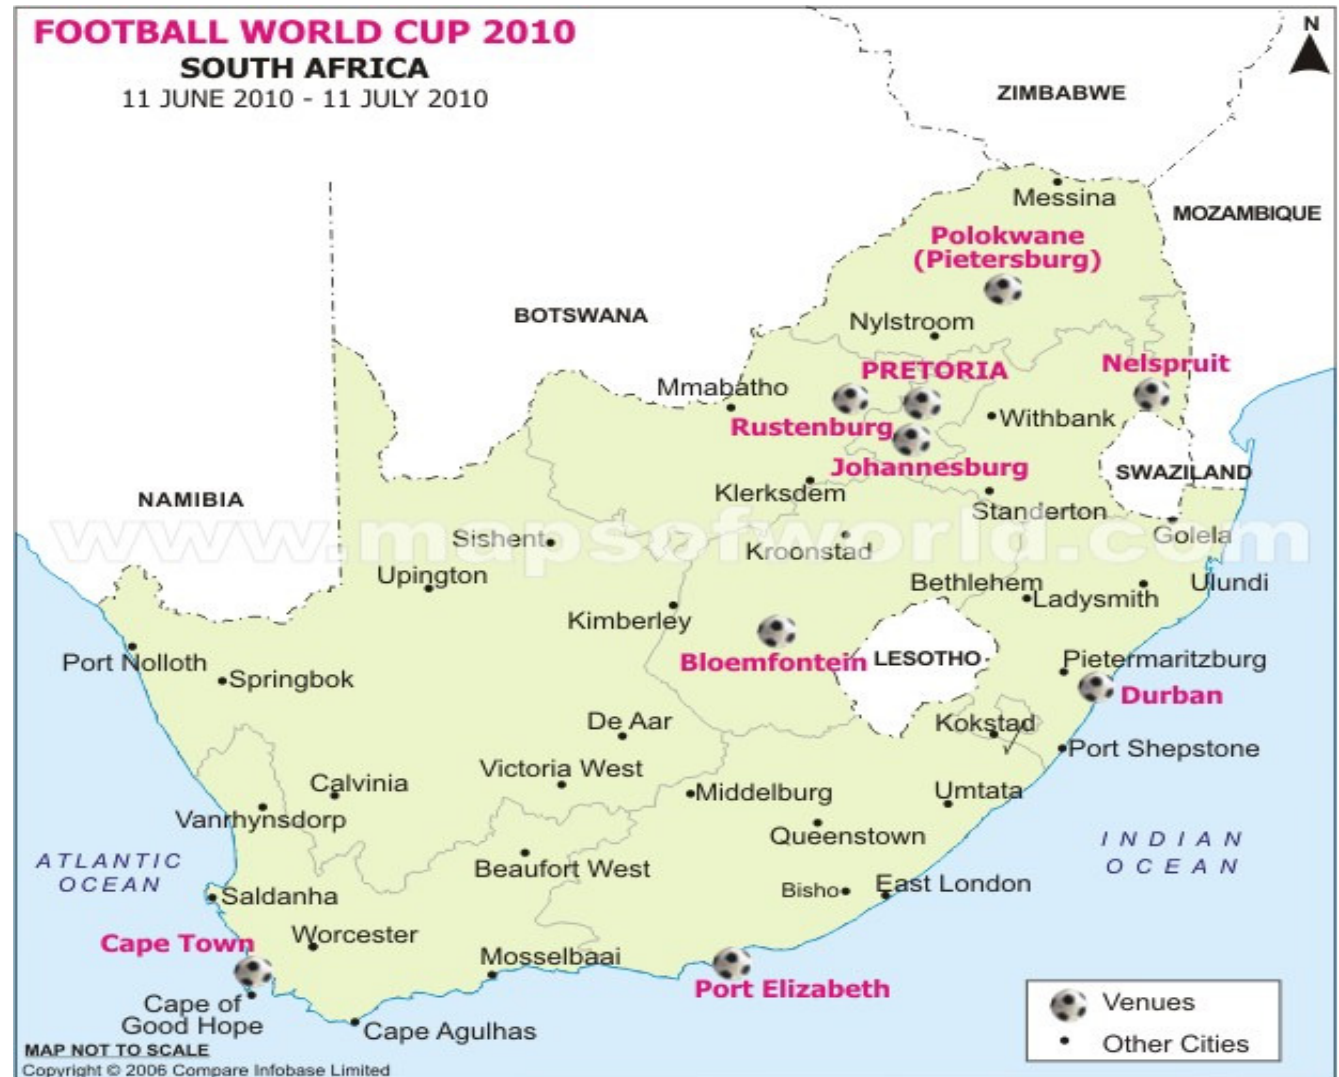 FOOTBALL WORLD CUP 2010
SOUTH AFRICA
11 JUNE 2010 - 11 JULY 2010
N
ZIMBABWE
Messina
MOZAMBIQUE
Polokwane
(Pietersburg)
BOTSWANA
Nylstroom
Nelspruit
PRETORIA
Mmabatho
Withbank
Rustenburg
Johannesburg
SWAZILAND
Klerksdem
NAMIBIA
Standerton
www.mapsofworld.com
Sishent
Kroonstad
Golela
Upington
Bethlehem
Ulundi
Ladysmith
Kimberley
Port Nolloth
Bloemfontein
LESOTHO
Pietermaritzburg
Springbok
Durban
De Aar
Kokstad
Port Shepstone
Victoria West
Calvinia
Middelburg
Umtata
Vanrhynsdorp
Queenstown
INDIAN
OCEAN
ATLANTIC
OCEAN
Beaufort West
Bisho
East London
Saldanha
Worcester
Cape Town
Mosselbaai
Port Elizabeth
Cape of
Good Hope
Cape Agulhas
Venues
Other Cities
MAP NOT TO SCALE
Copyright © 2006 Compare Infobase Limited